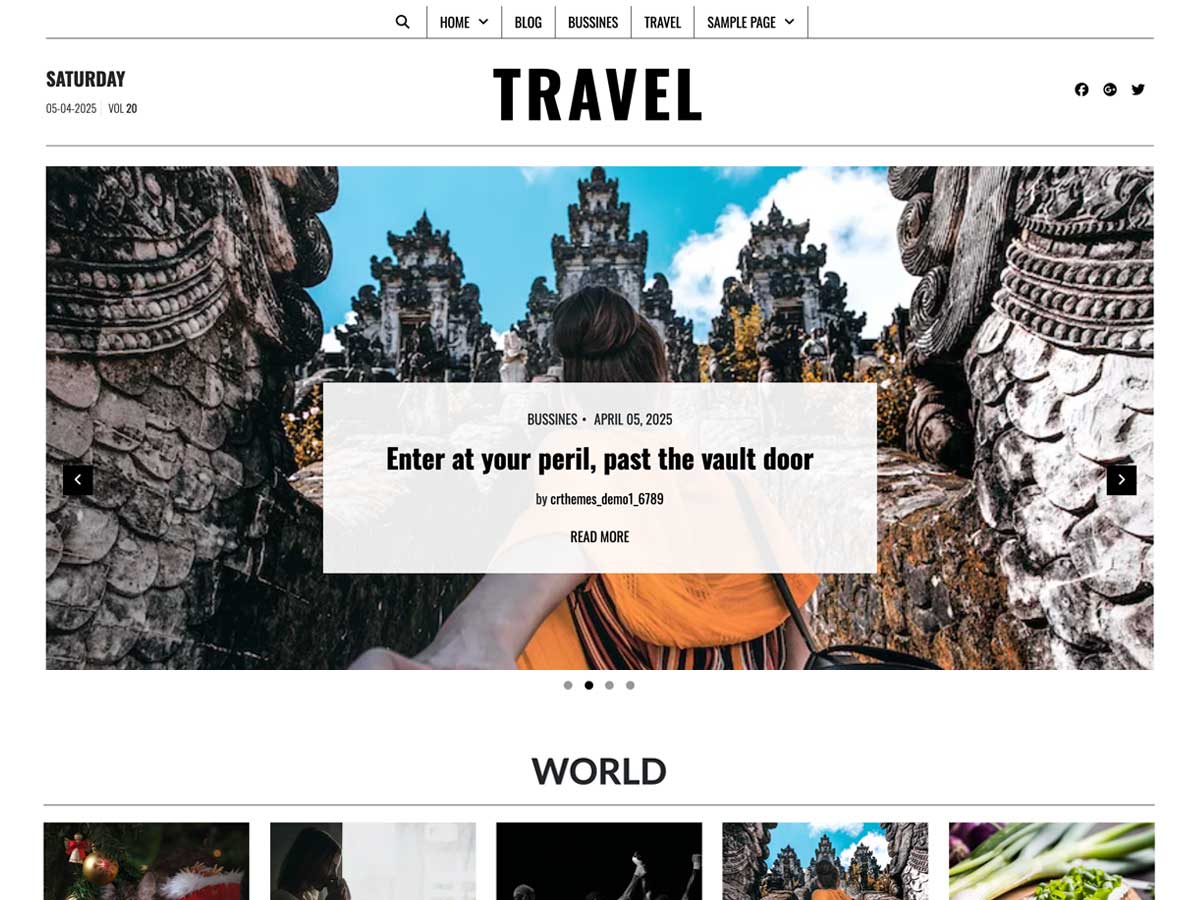 HOME BLOG BUSSINES TRAVEL SAMPLE PAGE
SATURDAY
05-04-2025 VOL 20
TRAVEL
BUSSINES • APRIL 05, 2025
Enter at your peril, past the vault door
by crthemes_demo1_6789
READ MORE
WORLD